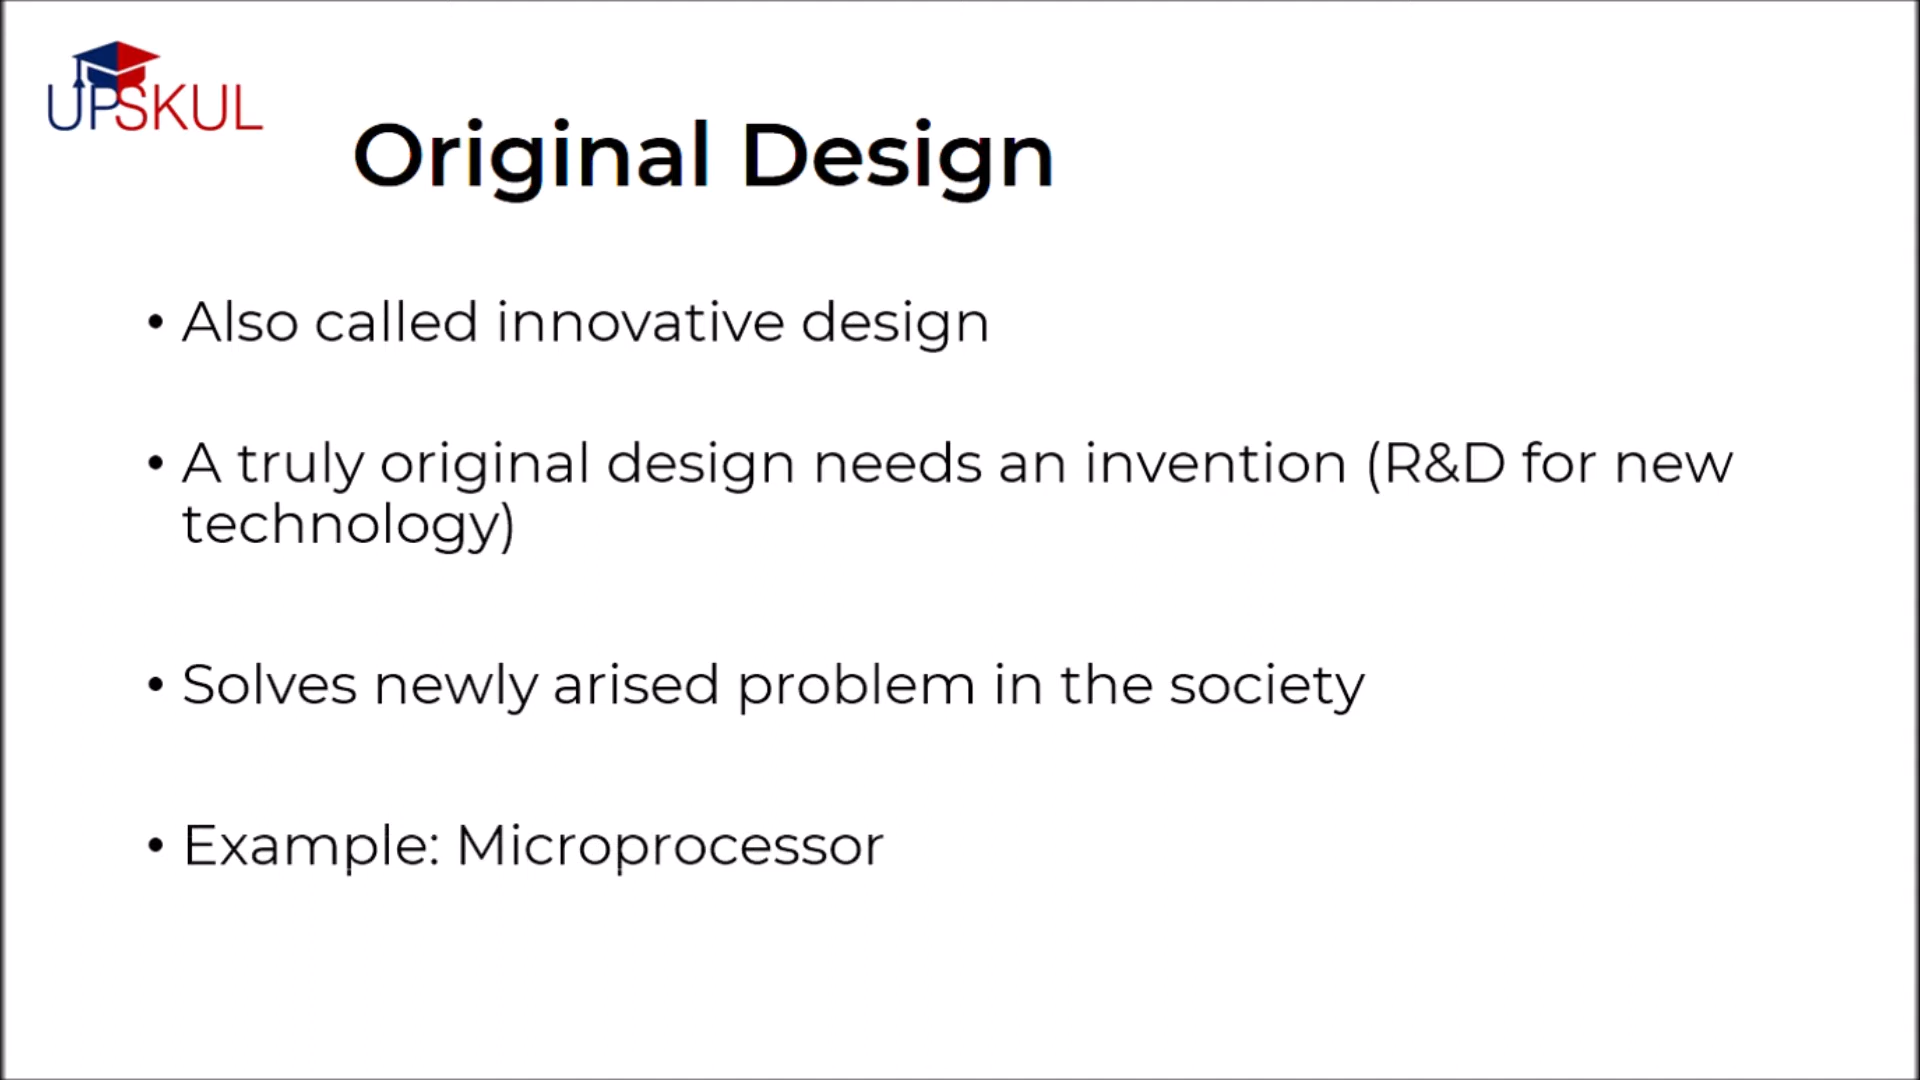 UPSKUL
Original Design
• Also called innovative design
• A truly original design needs an invention (R&D for new
technology)
• Solves newly arised problem in the society
• Example: Microprocessor